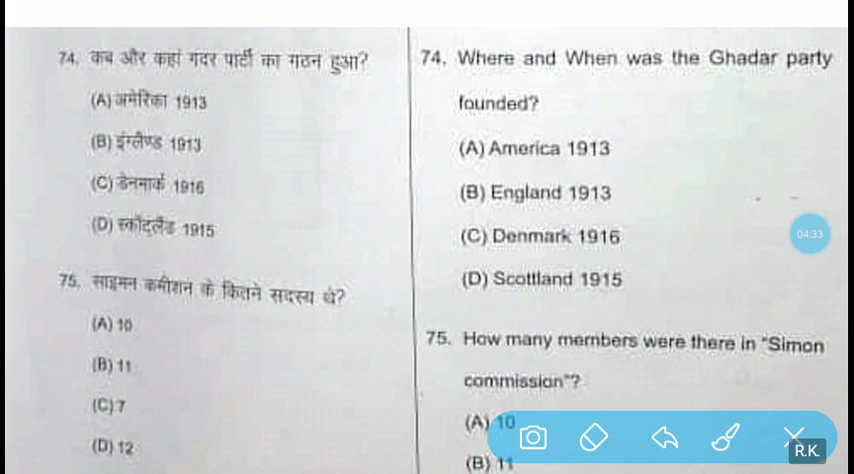 74. कब और कहां गदर पार्टी का गठन हुआ?
(A) अमेरिका 1913
(B) इंग्लैण्ड 1913
(C) डेनमार्क 1916
(D) स्कॉटलैंड 1915
75. साइमन कमीशन के कितने सदस्य थे?
(A) 10
(B) 11
(C) 7
(D) 12
74. Where and When was the Ghadar party
founded?
(A) America 1913
(B) England 1913
(C) Denmark 1916
(D) Scottland 1915
75. How many members were there in "Simon
commission"?
(A) 10
(B) 11
04:33
R.K.